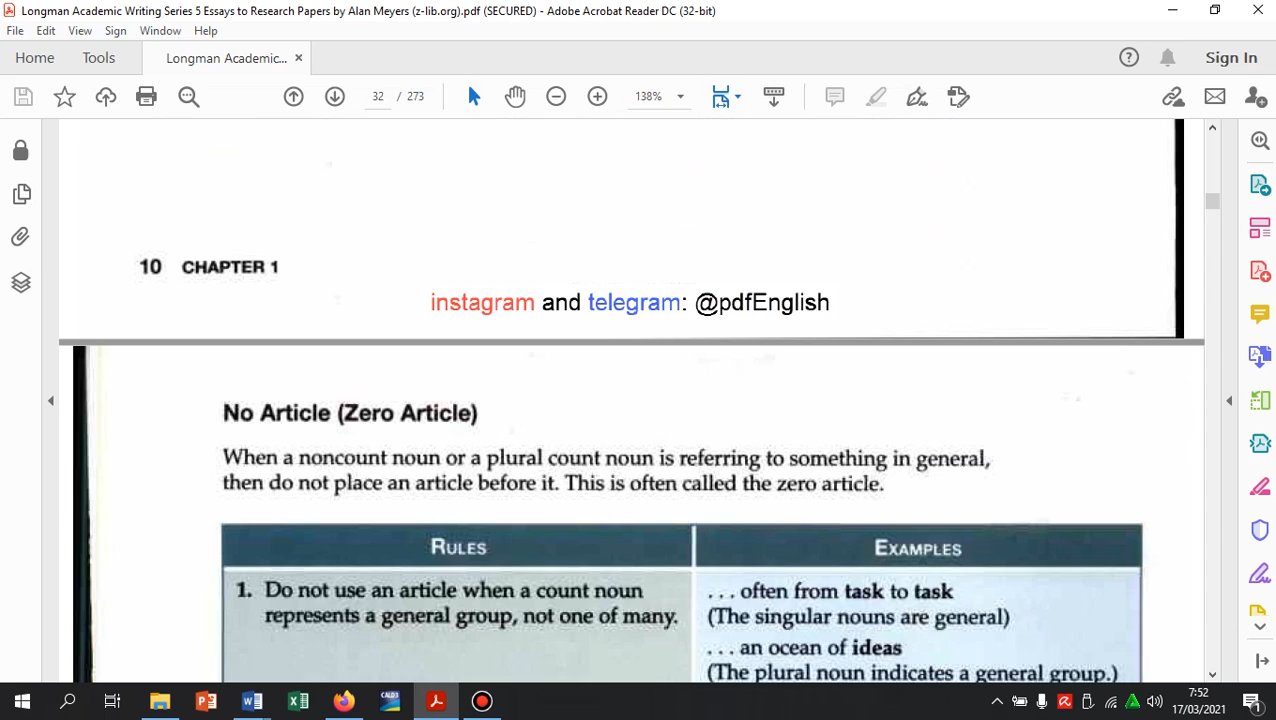 Longman Academic Writing Series 5 Essays to Research Papers by Alan Meyers (z-lib.org).pdf (SECURED) - Adobe Acrobat Reader DC (32-bit)
File Edit View Sign Window Help
Home Tools Longman Academic... × Sign In
32 / 273 138%
10 CHAPTER 1
instagram and telegram: @pdfEnglish
No Article (Zero Article)
When a noncount noun or a plural count noun is referring to something in general,
then do not place an article before it. This is often called the zero article.
RULES EXAMPLES
1. Do not use an article when a count noun
represents a general group, not one of many.
. . . often from task to task
(The singular nouns are general)
. . . an ocean of ideas
(The plural noun indicates a general group.)
CALD3
7:52
17/03/2021
1